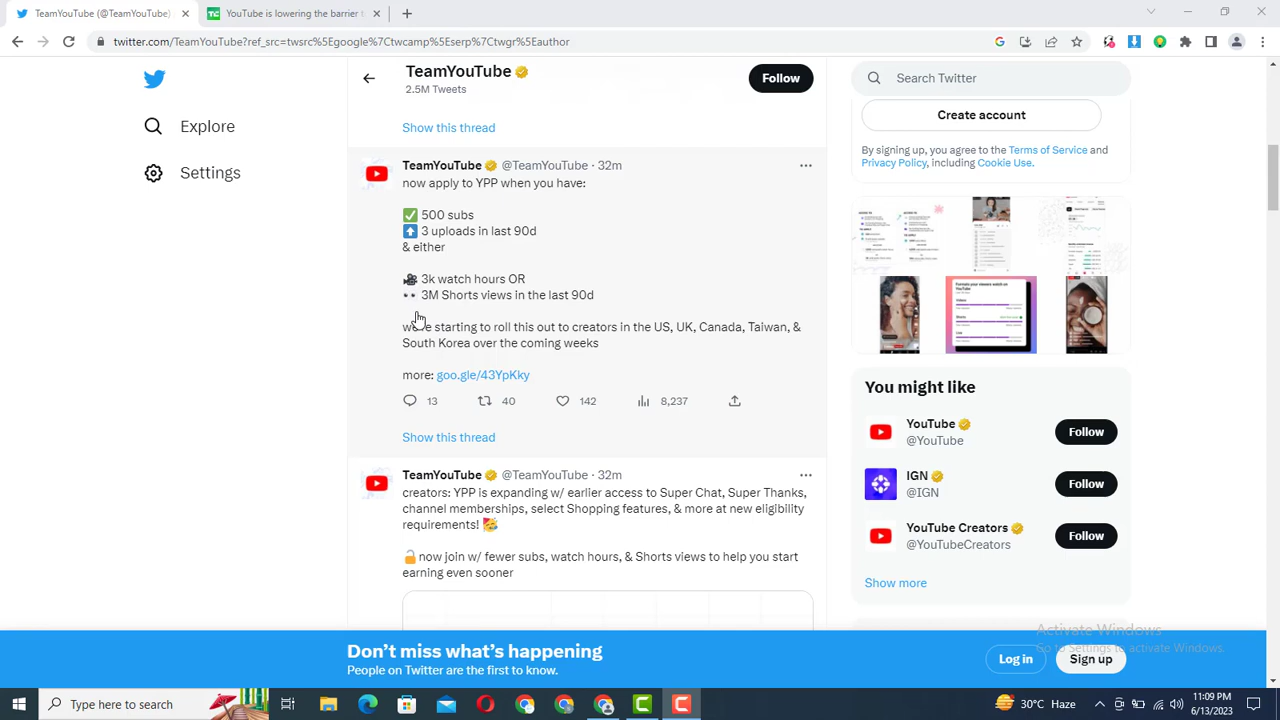 TeamYouTube (@TeamYouTube)
YouTube is lowering the barrier t
twitter.com/TeamYouTube?ref_src=twsrc%5Egoogle%7Ctwcamp%5Eserp%7Ctwgr%5Eauthor
TeamYouTube
2.5M Tweets
Follow
Search Twitter
Explore
Settings
Show this thread
Create account
By signing up, you agree to the Terms of Service and
Privacy Policy, including Cookie Use.
TeamYouTube @TeamYouTube · 32m
now apply to YPP when you have:
500 subs
3 uploads in last 90d
& either
3k watch hours OR
3M Shorts views in the last 90d
we're starting to roll this out to creators in the US, UK, Canada, Taiwan, &
South Korea over the coming weeks
more: goo.gle/43YpKky
13 40 142 8,237
Show this thread
TeamYouTube @TeamYouTube · 32m
creators: YPP is expanding w/ earlier access to Super Chat, Super Thanks,
channel memberships, select Shopping features, & more at new eligibility
requirements!
now join w/ fewer subs, watch hours, & Shorts views to help you start
earning even sooner
You might like
YouTube
@YouTube
Follow
IGN
@IGN
Follow
YouTube Creators
@YouTubeCreators
Follow
Show more
Activate Windows
Go to Settings to activate Windows.
Don't miss what's happening
People on Twitter are the first to know.
Log in
Sign up
Type here to search
30°C Haze
11:09 PM
6/13/2023